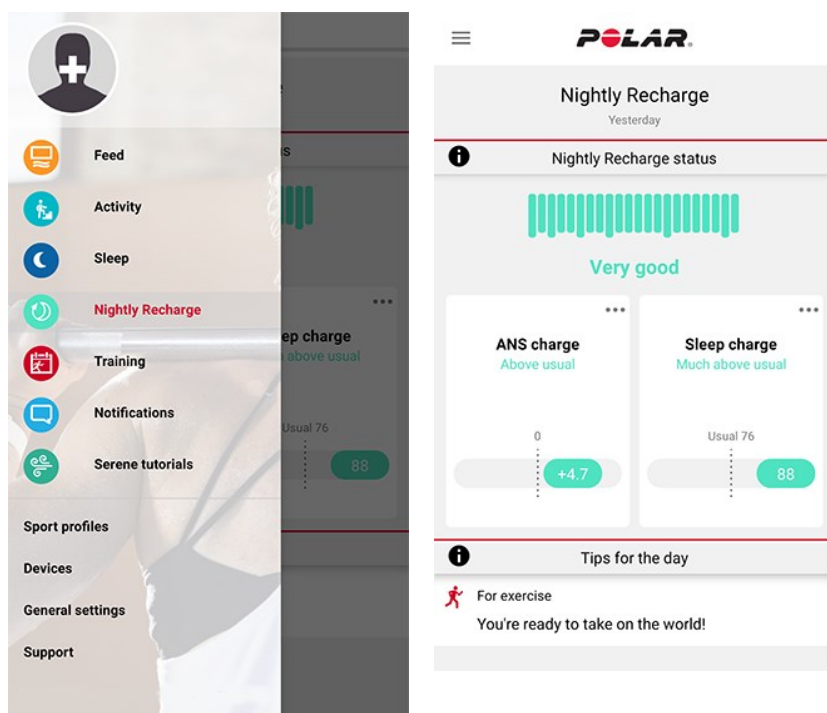 Feed
Activity
Sleep
Nightly Recharge
Training
Notifications
Serene tutorials
Sport profiles
Devices
General settings
Support
ep charge
above usual
Usual 76
88
POLAR.
Nightly Recharge
Yesterday
Nightly Recharge status
Very good
ANS charge
Above usual
0
+4.7
Sleep charge
Much above usual
Usual 76
88
Tips for the day
For exercise
You're ready to take on the world!